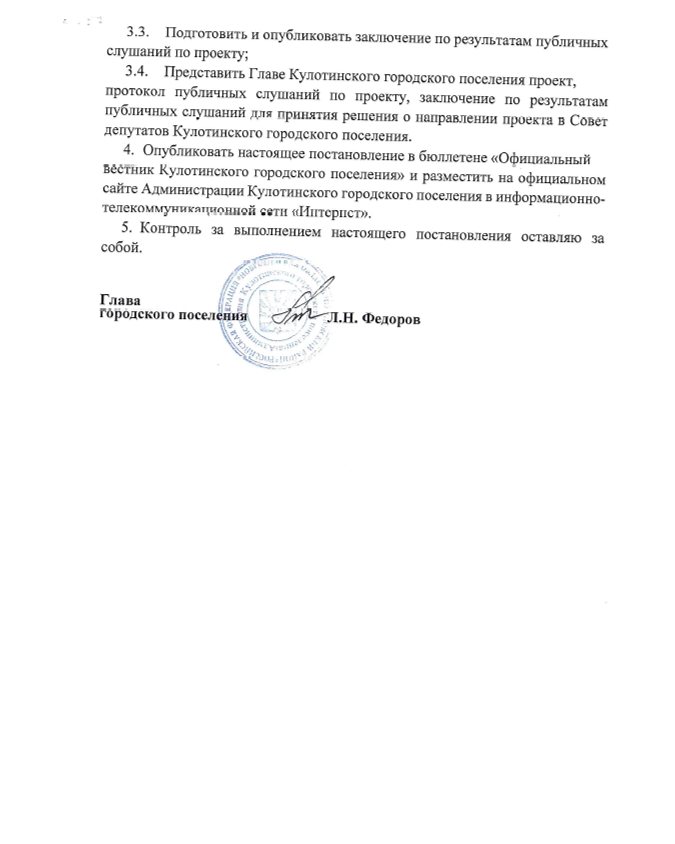 3.3. Подготовить и опубликовать заключение по результатам публичных
слушаний по проекту;
3.4. Представить Главе Кулотинского городского поселения проект,
протокол публичных слушаний по проекту, заключение по результатам
публичных слушаний для принятия решения о направлении проекта в Совет
депутатов Кулотинского городского поселения.
4. Опубликовать настоящее постановление в бюллетене «Официальный
вестник Кулотинского городского поселения» и разместить на официальном
сайте Администрации Кулотинского городского поселения в информационно-
телекоммуникационной сети «Интернет».
5. Контроль за выполнением настоящего постановления оставляю за
собой.
Глава
городского поселения Л.Н. Федоров